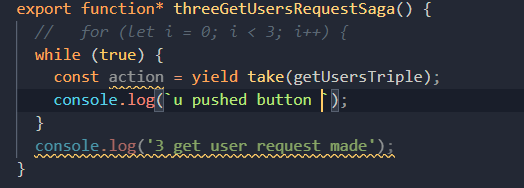 export function* threeGetUsersRequestSaga() {
//   for (let i = 0; i < 3; i++) {
while (true) {
const action = yield take(getUsersTriple);
console.log(`u pushed button `);
}
console.log('3 get user request made');
}